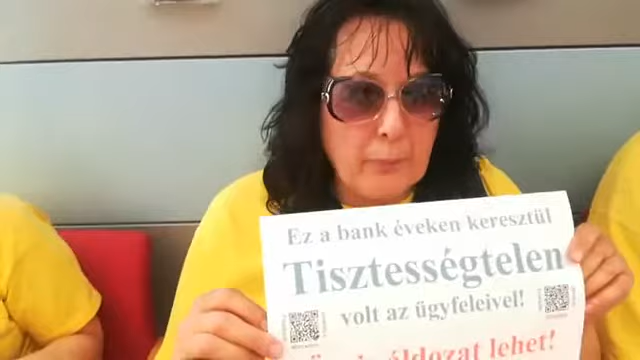 Ez a bank éveken keresztül
Tisztességtelen
volt az ügyfeleivel!
áldozat lehet!